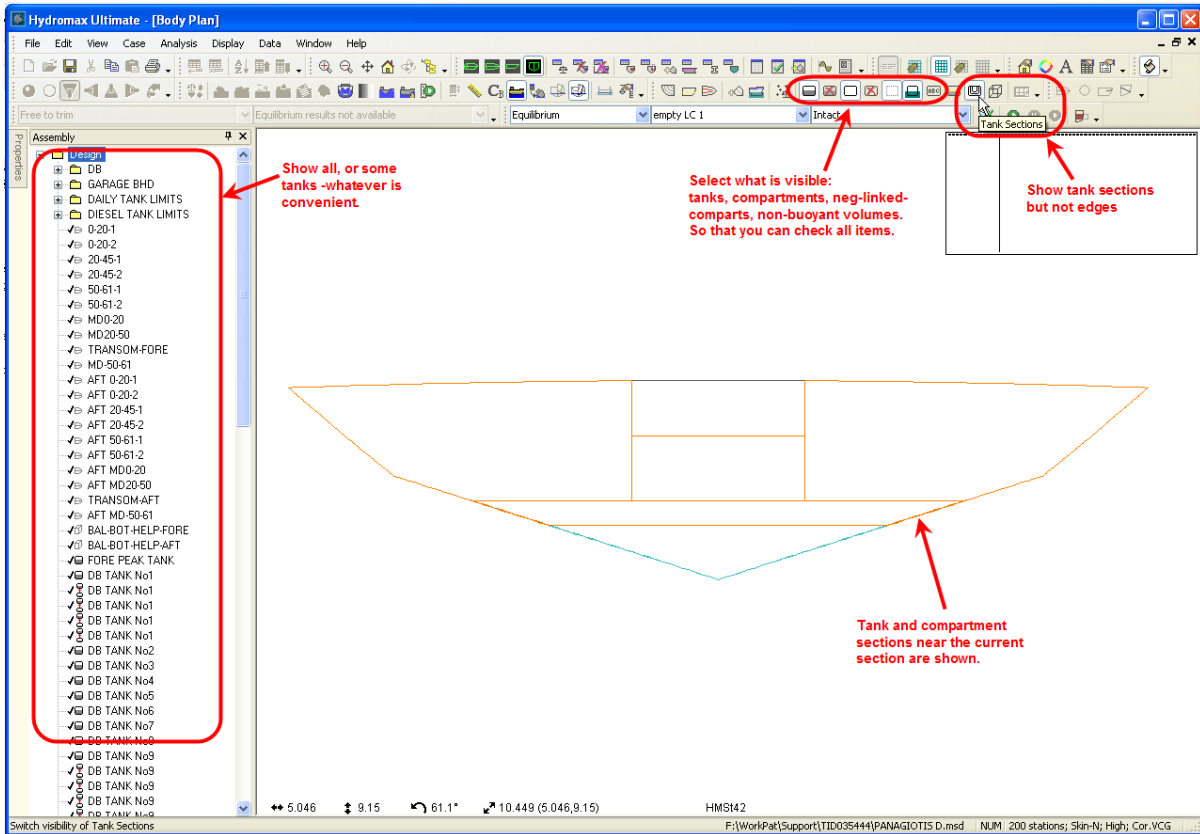 Hydromax Ultimate - [Body Plan]
File Edit View Case Analysis Display Data Window Help
Free to trim
Equilibrium results not available
Equilibrium
empty LC 1
Intact
Tank Sections
Properties
Assembly
Design
DB
GARAGE BHD
DAILY TANK LIMITS
DIESEL TANK LIMITS
0-20-1
0-20-2
20-45-1
20-45-2
50-61-1
50-61-2
MD0-20
MD20-50
TRANSOM-FORE
MD-50-61
AFT 0-20-1
AFT 0-20-2
AFT 20-45-1
AFT 20-45-2
AFT 50-61-1
AFT 50-61-2
AFT MD0-20
AFT MD20-50
TRANSOM-AFT
AFT MD-50-61
BAL-BOT-HELP-FORE
BAL-BOT-HELP-AFT
FORE PEAK TANK
DB TANK No1
DB TANK No1
DB TANK No1
DB TANK No1
DB TANK No1
DB TANK No2
DB TANK No3
DB TANK No4
DB TANK No5
DB TANK No6
DB TANK No7
DB TANK No8
DB TANK No9
DB TANK No9
DB TANK No9
DB TANK No9
DB TANK No9
Show all, or some
tanks -whatever is
convenient.
Select what is visible:
tanks, compartments, neg-linked-
comparts, non-buoyant volumes.
So that you can check all items.
Show tank sections
but not edges
Tank and compartment
sections near the current
section are shown.
5.046 9.15 61.1° 10.449 (5.046,9.15) HMSt42
Switch visibility of Tank Sections
F:\WorkPat\Support\TID035444\PANAGIOTIS D.msd NUM 200 stations; Skin-N; High; Cor.VCG